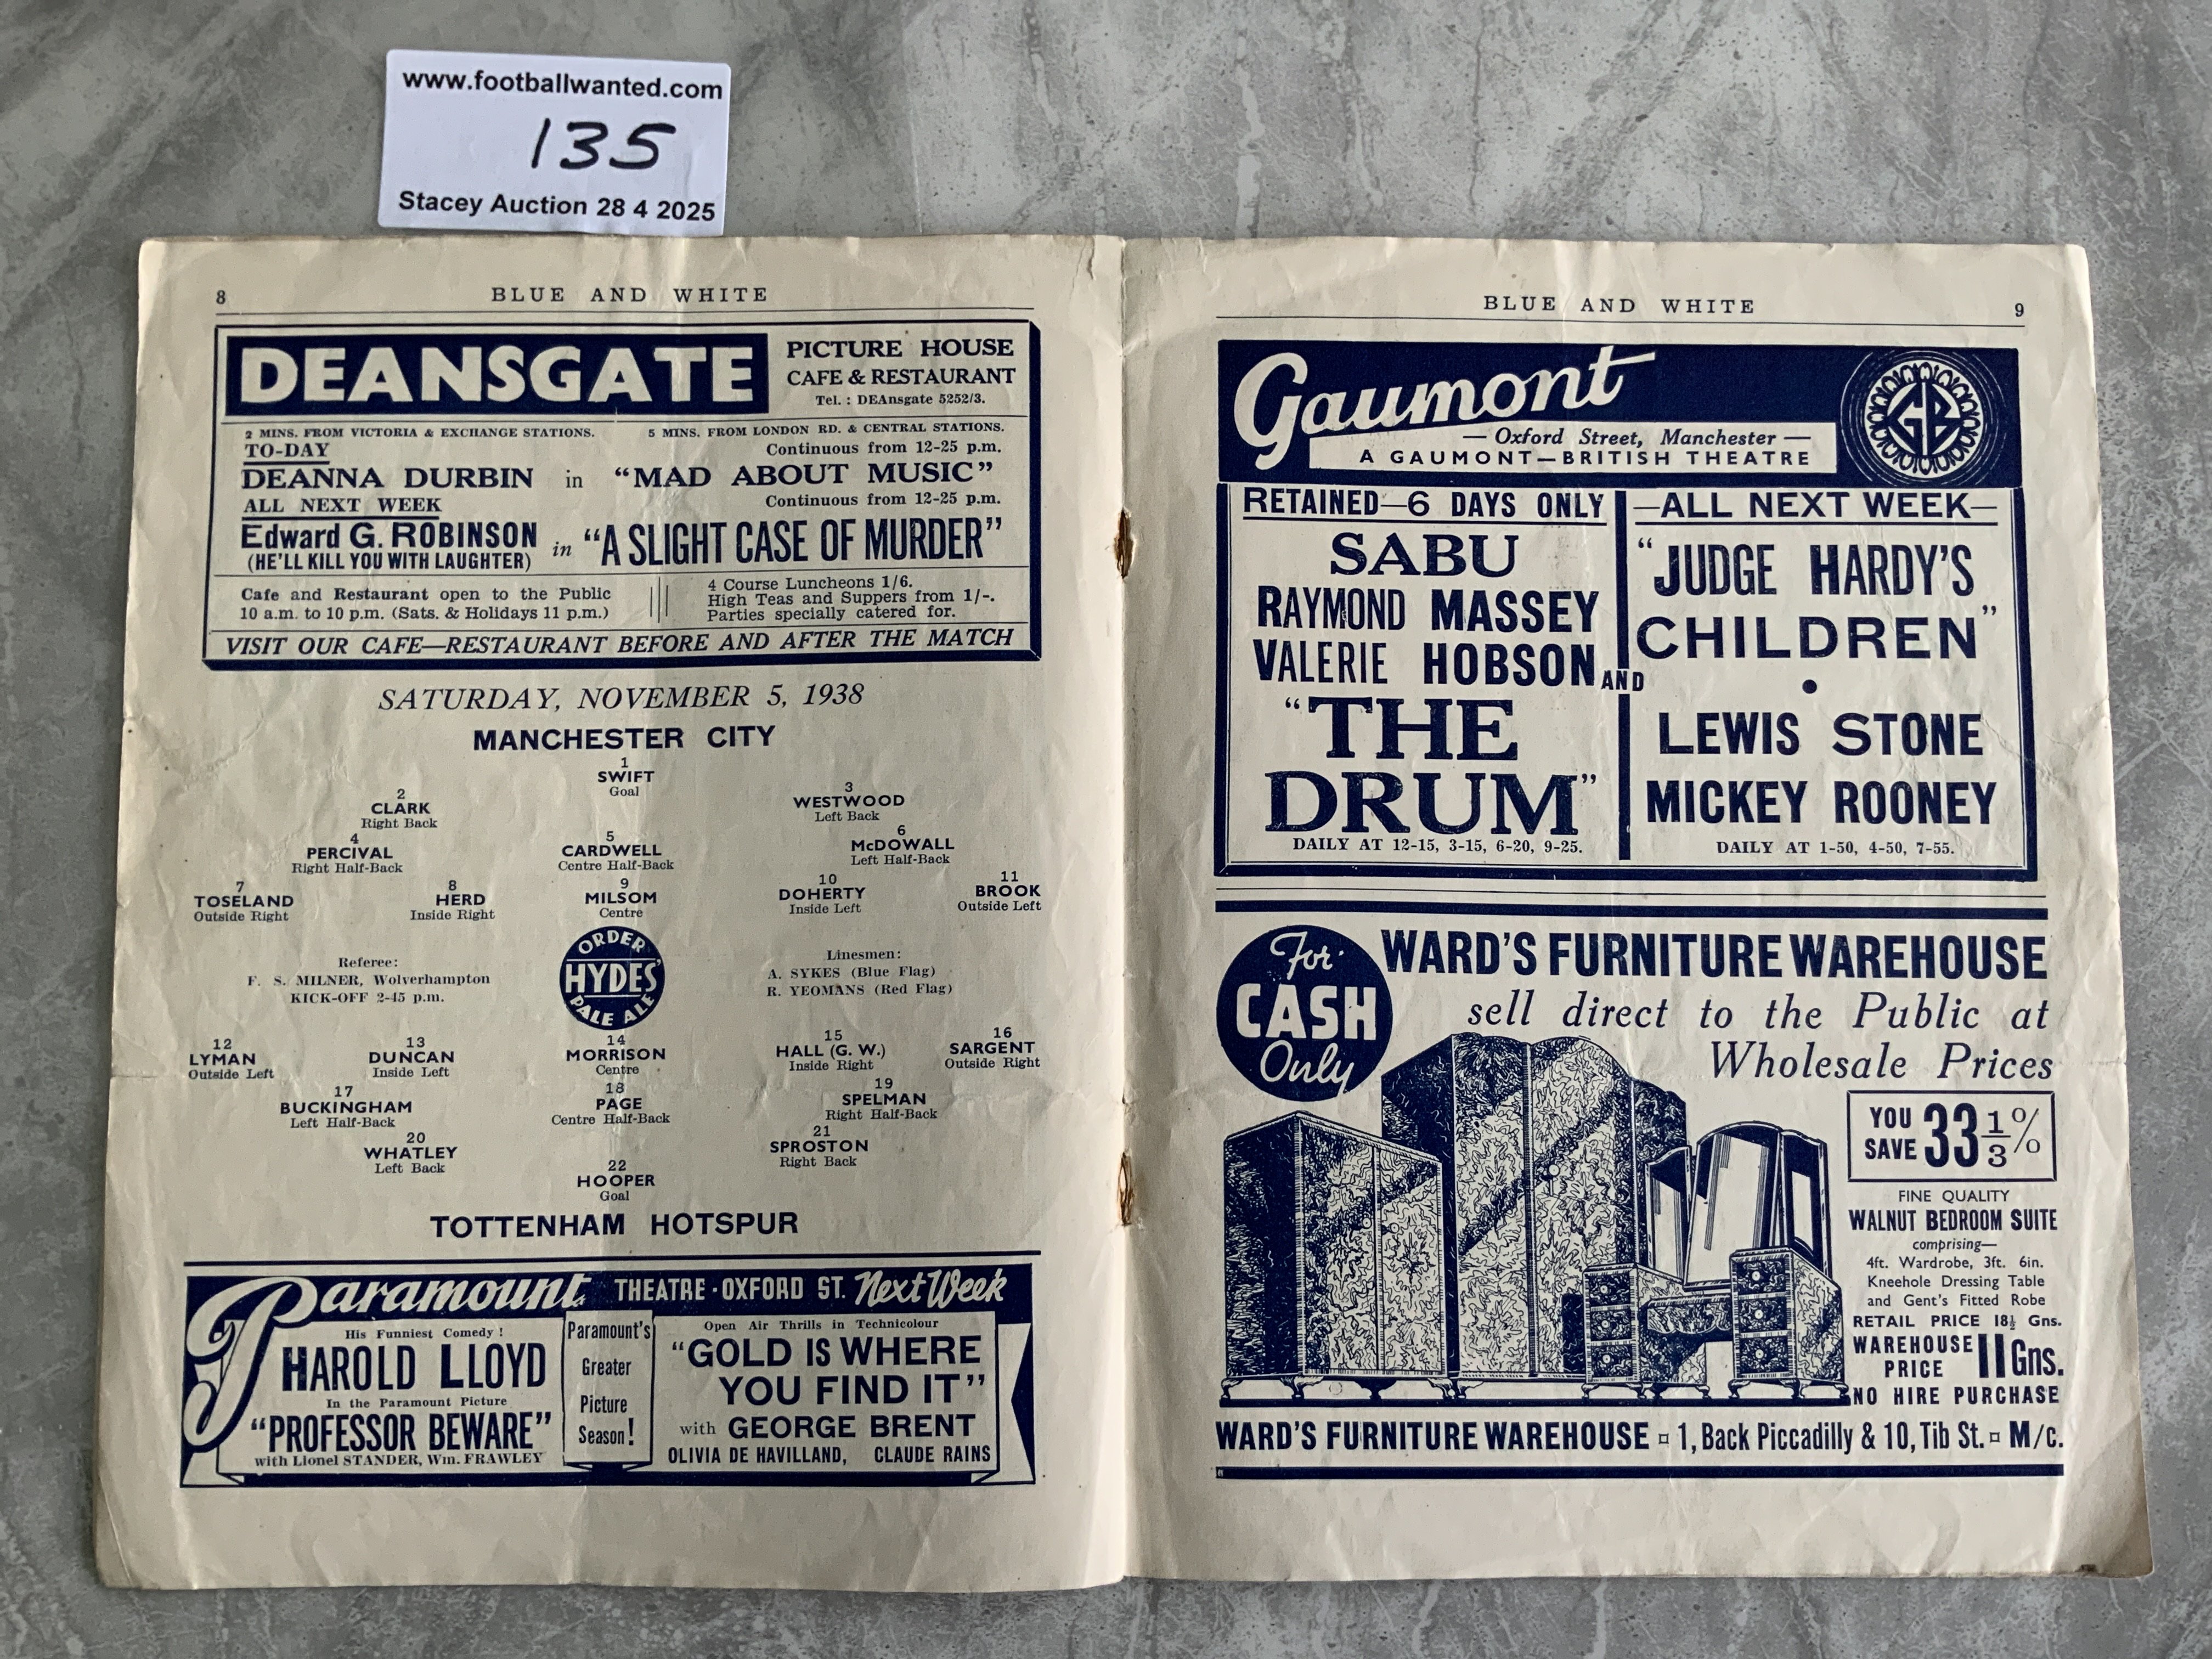 www.footballwanted.com
135
Stacey Auction 28 4 2025
8
BLUE AND WHITE
DEANSGATE
PICTURE HOUSE
CAFE & RESTAURANT
Tel. : DEAnsgate 5252/3.
2 MINS. FROM VICTORIA & EXCHANGE STATIONS.
5 MINS. FROM LONDON RD. & CENTRAL STATIONS.
TO-DAY
Continuous from 12-25 p.m.
DEANNA DURBIN in "MAD ABOUT MUSIC"
ALL NEXT WEEK
Continuous from 12-25 p.m.
Edward G. ROBINSON
(HE'LL KILL YOU WITH LAUGHTER)
in "A SLIGHT CASE OF MURDER"
Cafe and Restaurant open to the Public
10 a.m. to 10 p.m. (Sats. & Holidays 11 p.m.)
4 Course Luncheons 1/6.
High Teas and Suppers from 1/-.
Parties specially catered for.
VISIT OUR CAFE—RESTAURANT BEFORE AND AFTER THE MATCH
SATURDAY, NOVEMBER 5, 1938
MANCHESTER CITY
1
SWIFT
Goal
2
CLARK
Right Back
3
WESTWOOD
Left Back
4
PERCIVAL
Right Half-Back
5
CARDWELL
Centre Half-Back
6
McDOWALL
Left Half-Back
7
TOSELAND
Outside Right
8
HERD
Inside Right
9
MILSOM
Centre
10
DOHERTY
Inside Left
11
BROOK
Outside Left
Referee:
F. S. MILNER, Wolverhampton
KICK-OFF 2-45 p.m.
ORDER
HYDES'
PALE ALE
Linesmen:
A. SYKES (Blue Flag)
R. YEOMANS (Red Flag)
12
LYMAN
Outside Left
13
DUNCAN
Inside Left
14
MORRISON
Centre
15
HALL (G. W.)
Inside Right
16
SARGENT
Outside Right
17
BUCKINGHAM
Left Half-Back
18
PAGE
Centre Half-Back
19
SPELMAN
Right Half-Back
20
WHATLEY
Left Back
21
SPROSTON
Right Back
22
HOOPER
Goal
TOTTENHAM HOTSPUR
Paramount THEATRE · OXFORD ST. Next Week
His Funniest Comedy !
HAROLD LLOYD
In the Paramount Picture
"PROFESSOR BEWARE"
with Lionel STANDER, Wm. FRAWLEY
Paramount's
Greater
Picture
Season!
Open Air Thrills in Technicolour
"GOLD IS WHERE
YOU FIND IT"
with GEORGE BRENT
OLIVIA DE HAVILLAND, CLAUDE RAINS
BLUE AND WHITE
9
Gaumont
GB
— Oxford Street, Manchester —
A GAUMONT—BRITISH THEATRE
RETAINED—6 DAYS ONLY
SABU
RAYMOND MASSEY
VALERIE HOBSON AND
"THE
DRUM"
DAILY AT 12-15, 3-15, 6-20, 9-25.
—ALL NEXT WEEK—
"JUDGE HARDY'S
CHILDREN"
•
LEWIS STONE
MICKEY ROONEY
DAILY AT 1-50, 4-50, 7-55.
For
CASH
Only
WARD'S FURNITURE WAREHOUSE
sell direct to the Public at
Wholesale Prices
YOU
SAVE 33 1/3 %
FINE QUALITY
WALNUT BEDROOM SUITE
comprising—
4ft. Wardrobe, 3ft. 6in.
Kneehole Dressing Table
and Gent's Fitted Robe
RETAIL PRICE 18½ Gns.
WAREHOUSE
PRICE 11 Gns.
NO HIRE PURCHASE
WARD'S FURNITURE WAREHOUSE ¤ 1, Back Piccadilly & 10, Tib St. ¤ M/c.